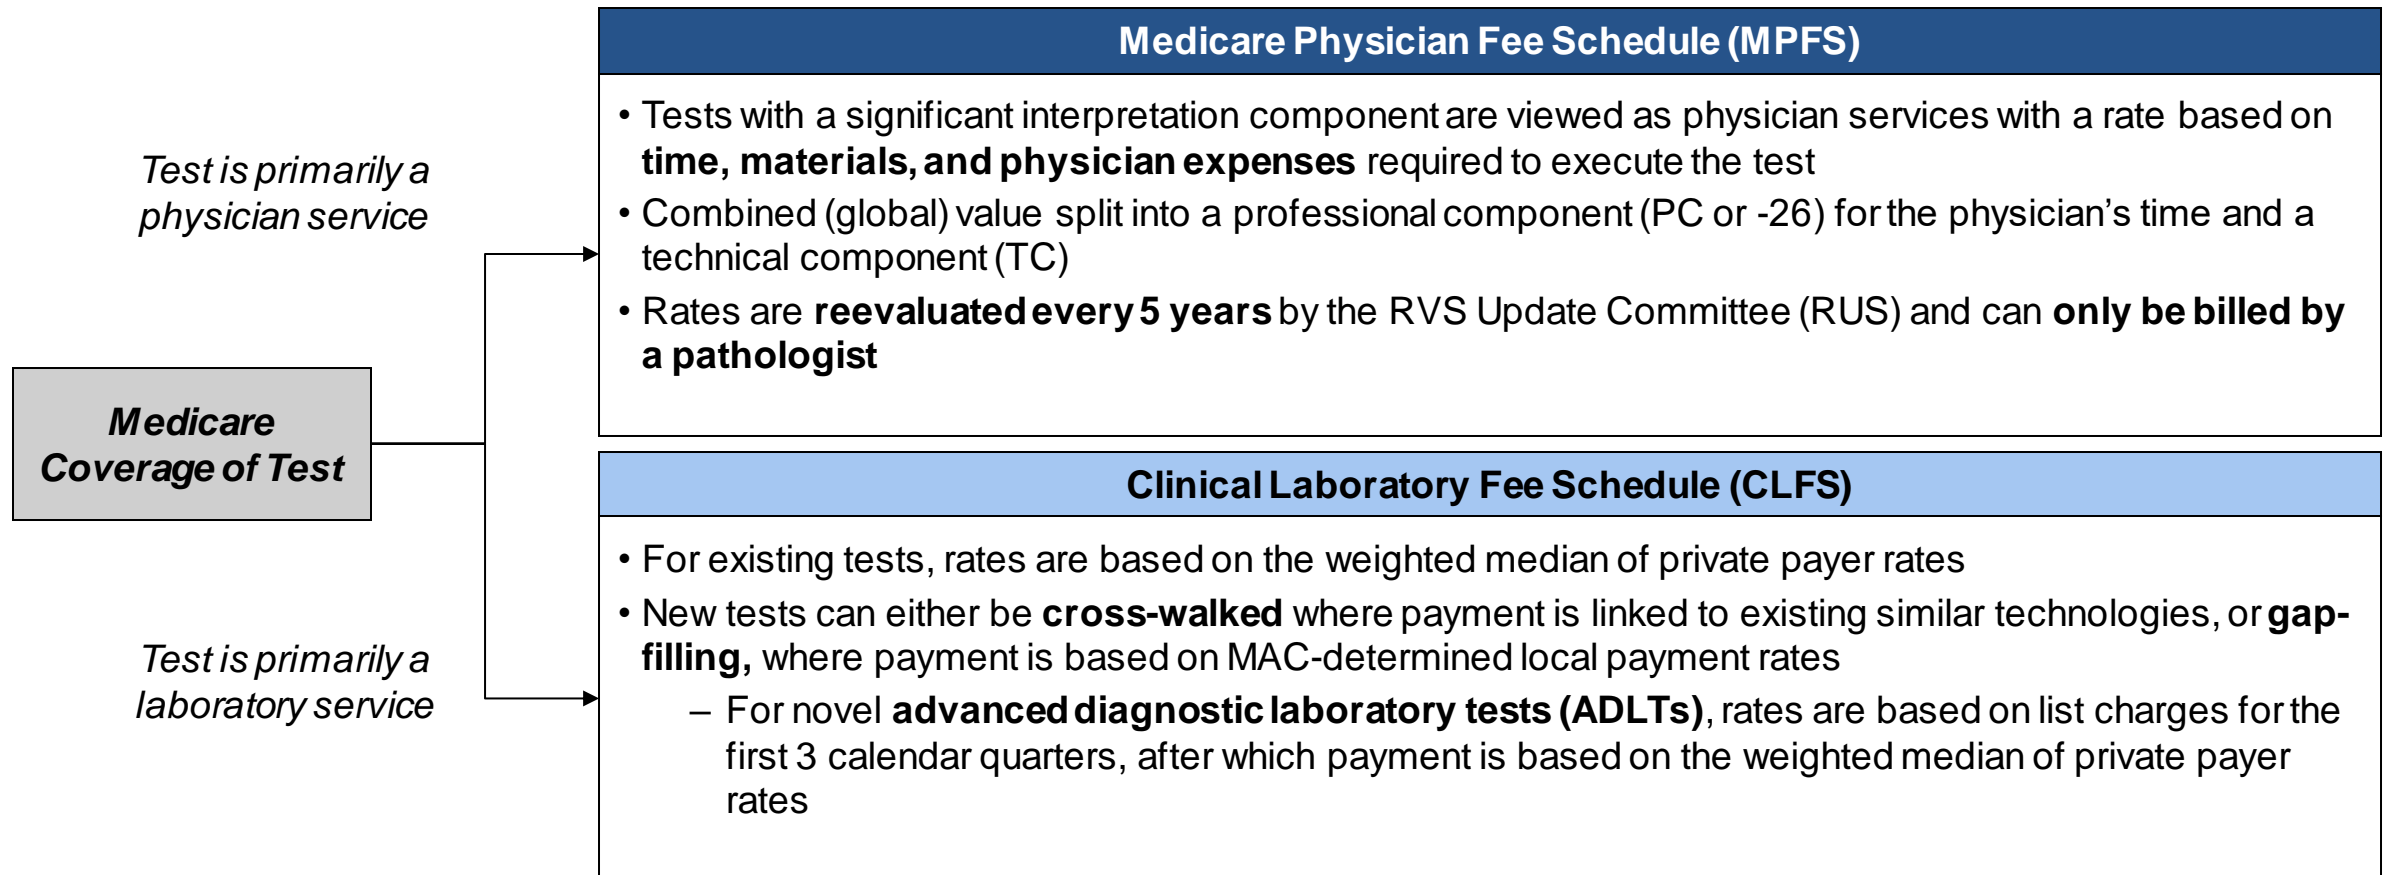 Medicare Physician Fee Schedule (MPFS)
• Tests with a significant interpretation component are viewed as physician services with a rate based on
time, materials, and physician expenses required to execute the test
• Combined (global) value split into a professional component (PC or -26) for the physician’s time and a
technical component (TC)
• Rates are reevaluated every 5 years by the RVS Update Committee (RUS) and can only be billed by
a pathologist
Test is primarily a
physician service
Medicare
Coverage of Test
Test is primarily a
laboratory service
Clinical Laboratory Fee Schedule (CLFS)
• For existing tests, rates are based on the weighted median of private payer rates
• New tests can either be cross-walked where payment is linked to existing similar technologies, or gap-
filling, where payment is based on MAC-determined local payment rates
– For novel advanced diagnostic laboratory tests (ADLTs), rates are based on list charges for the
first 3 calendar quarters, after which payment is based on the weighted median of private payer
rates